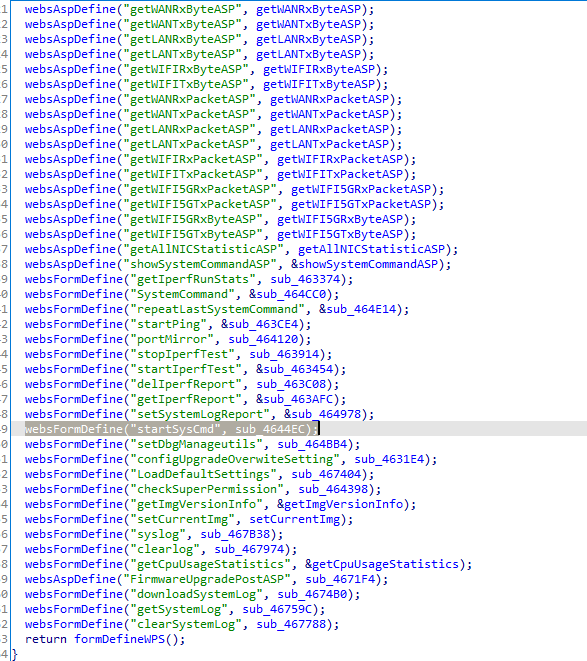 1 websAspDefine("getWANRxByteASP", getWANRxByteASP);
2 websAspDefine("getWANTxByteASP", getWANTxByteASP);
3 websAspDefine("getLANRxByteASP", getLANRxByteASP);
4 websAspDefine("getLANTxByteASP", getLANTxByteASP);
5 websAspDefine("getWIFIRxByteASP", getWIFIRxByteASP);
6 websAspDefine("getWIFITxByteASP", getWIFITxByteASP);
7 websAspDefine("getWANRxPacketASP", getWANRxPacketASP);
8 websAspDefine("getWANTxPacketASP", getWANTxPacketASP);
9 websAspDefine("getLANRxPacketASP", getLANRxPacketASP);
0 websAspDefine("getLANTxPacketASP", getLANTxPacketASP);
1 websAspDefine("getWIFIRxPacketASP", getWIFIRxPacketASP);
2 websAspDefine("getWIFITxPacketASP", getWIFITxPacketASP);
3 websAspDefine("getWIFI5GRxPacketASP", getWIFI5GRxPacketASP);
4 websAspDefine("getWIFI5GTxPacketASP", getWIFI5GTxPacketASP);
5 websAspDefine("getWIFI5GRxByteASP", getWIFI5GRxByteASP);
6 websAspDefine("getWIFI5GTxByteASP", getWIFI5GTxByteASP);
7 websAspDefine("getAllNICStatisticASP", getAllNICStatisticASP);
8 websAspDefine("showSystemCommandASP", &showSystemCommandASP);
9 websFormDefine("getIperfRunStats", sub_463374);
0 websFormDefine("SystemCommand", &sub_464CC0);
1 websFormDefine("repeatLastSystemCommand", &sub_464E14);
2 websFormDefine("startPing", &sub_463CE4);
3 websFormDefine("portMirror", sub_464120);
4 websFormDefine("stopIperfTest", sub_463914);
5 websFormDefine("startIperfTest", &sub_463454);
6 websFormDefine("delIperfReport", sub_463C08);
7 websFormDefine("getIperfReport", &sub_463AFC);
8 websFormDefine("setSystemLogReport", &sub_464978);
9 websFormDefine("startSysCmd", sub_4644EC);
0 websFormDefine("setDbgManageutils", sub_464BB4);
1 websFormDefine("configUpgradeOverwiteSetting", sub_4631E4);
2 websFormDefine("LoadDefaultSettings", sub_467404);
3 websFormDefine("checkSuperPermission", sub_464398);
4 websFormDefine("getImgVersionInfo", &getImgVersionInfo);
5 websFormDefine("setCurrentImg", setCurrentImg);
6 websFormDefine("syslog", sub_467B38);
7 websFormDefine("clearlog", sub_467974);
8 websFormDefine("getCpuUsageStatistics", &getCpuUsageStatistics);
9 websAspDefine("FirmwareUpgradePostASP", sub_4671F4);
0 websFormDefine("downloadSystemLog", sub_4674B0);
1 websFormDefine("getSystemLog", sub_46759C);
2 websFormDefine("clearSystemLog", sub_467788);
3 return formDefineWPS();
4 }